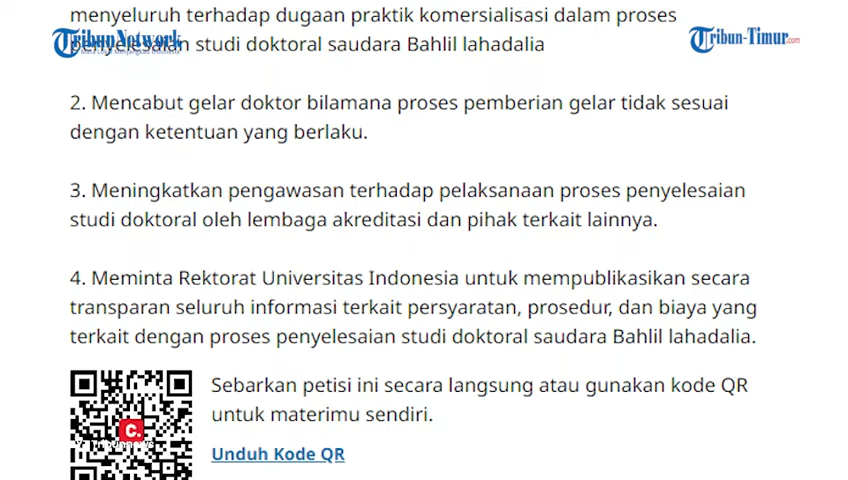 menyeluruh terhadap dugaan praktik komersialisasi dalam proses
penyelesaian studi doktoral saudara Bahlil lahadalia
Tribun Network
Tribun-Timur.com
2. Mencabut gelar doktor bilamana proses pemberian gelar tidak sesuai
dengan ketentuan yang berlaku.
3. Meningkatkan pengawasan terhadap pelaksanaan proses penyelesaian
studi doktoral oleh lembaga akreditasi dan pihak terkait lainnya.
4. Meminta Rektorat Universitas Indonesia untuk mempublikasikan secara
transparan seluruh informasi terkait persyaratan, prosedur, dan biaya yang
terkait dengan proses penyelesaian studi doktoral saudara Bahlil lahadalia.
Sebarkan petisi ini secara langsung atau gunakan kode QR
untuk materimu sendiri.
C.
Unduh Kode QR